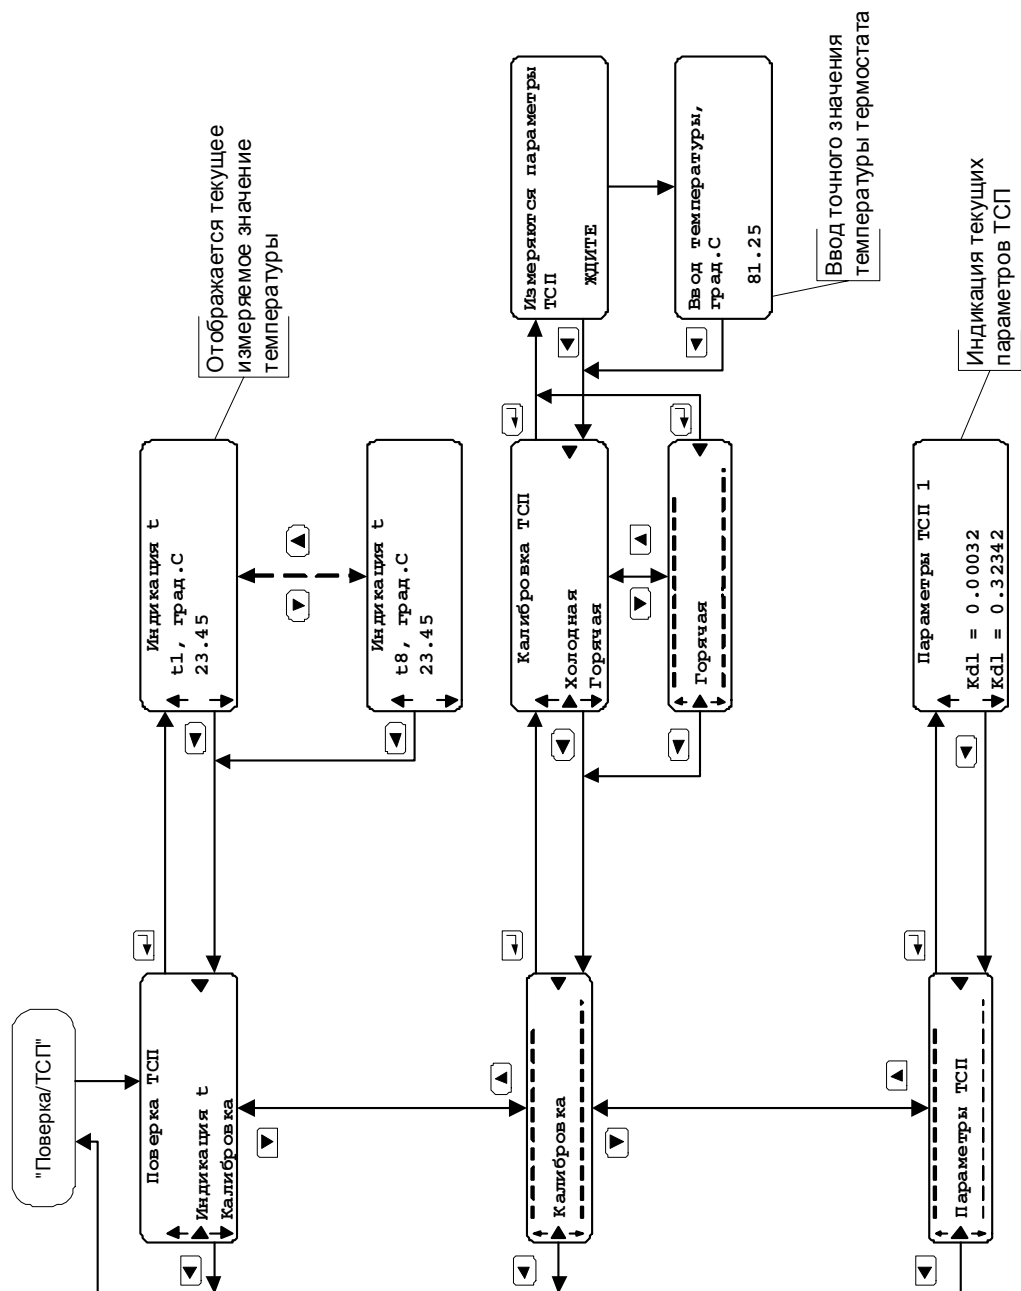 "Поверка/ТСП"
Поверка ТСП
Индикация t
Калибровка
Индикация t
t1, град.С
23.45
Отображается текущее
измеряемое значение
температуры
Индикация t
t8, град.С
23.45
Калибровка
Калибровка ТСП
Холодная
Горячая
Горячая
Измеряются параметры
ТСП
ЖДИТЕ
Ввод температуры,
град.С
81.25
Ввод точного значения
температуры термостата
Параметры ТСП
Параметры ТСП 1
Kd1 = 0.00032
Kd1 = 0.32342
Индикация текущих
параметров ТСП